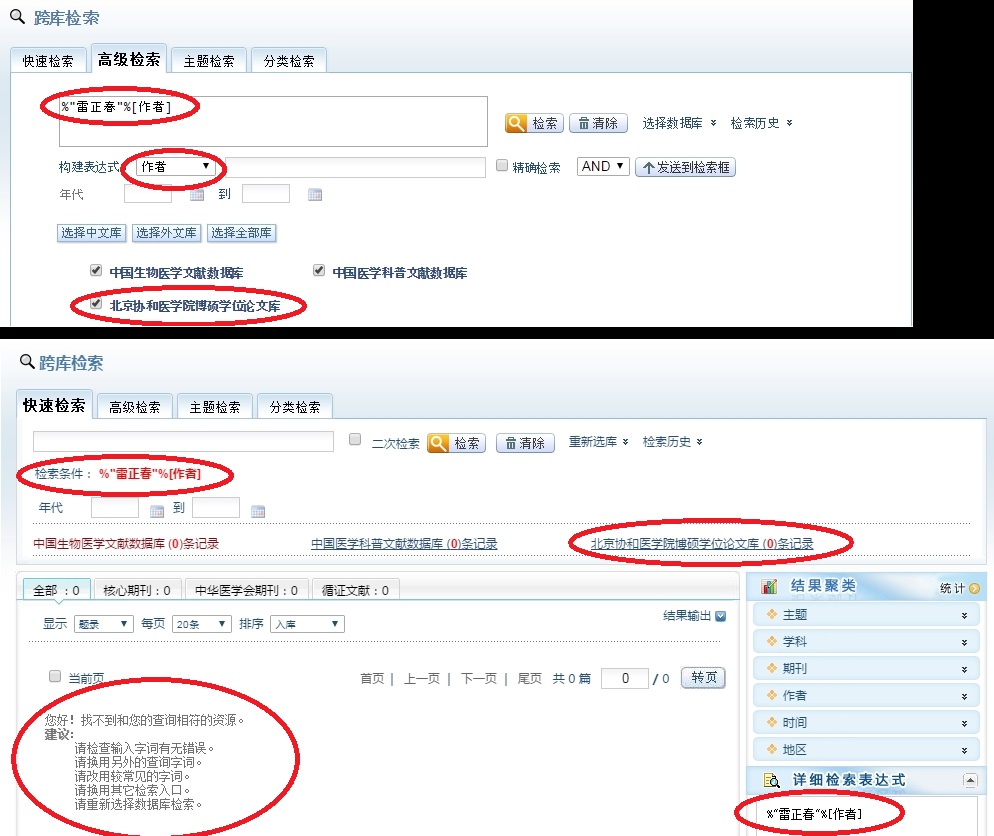 跨库检索
快速检索 高级检索 主题检索 分类检索
%"雷正春"%[作者]
检索 清除 选择数据库 检索历史
构建表达式 作者 精确检索 AND 发送到检索框
年代 到
选择中文库 选择外文库 选择全部库
中国生物医学文献数据库 中国医学科普文献数据库
北京协和医学院博硕学位论文库
跨库检索
快速检索 高级检索 主题检索 分类检索
二次检索 检索 清除 重新选库 检索历史
检索条件： %"雷正春"%[作者]
年代 到
中国生物医学文献数据库 (0)条记录 中国医学科普文献数据库 (0)条记录 北京协和医学院博硕学位论文库 (0)条记录
全部 : 0 核心期刊 : 0 中华医学会期刊 : 0 循证文献 : 0
结果聚类 统计
显示 题录 每页 20条 排序 入库 结果输出
主题
学科
期刊
作者
时间
地区
当前页 首页 | 上一页 | 下一页 | 尾页 共 0 篇 0 / 0 转页
您好！找不到和您的查询相符的资源。
建议:
请检查输入字词有无错误。
请换用另外的查询字词。
请改用较常见的字词。
请换用其它检索入口。
请重新选择数据库检索。
详细检索表达式
%"雷正春"%[作者]